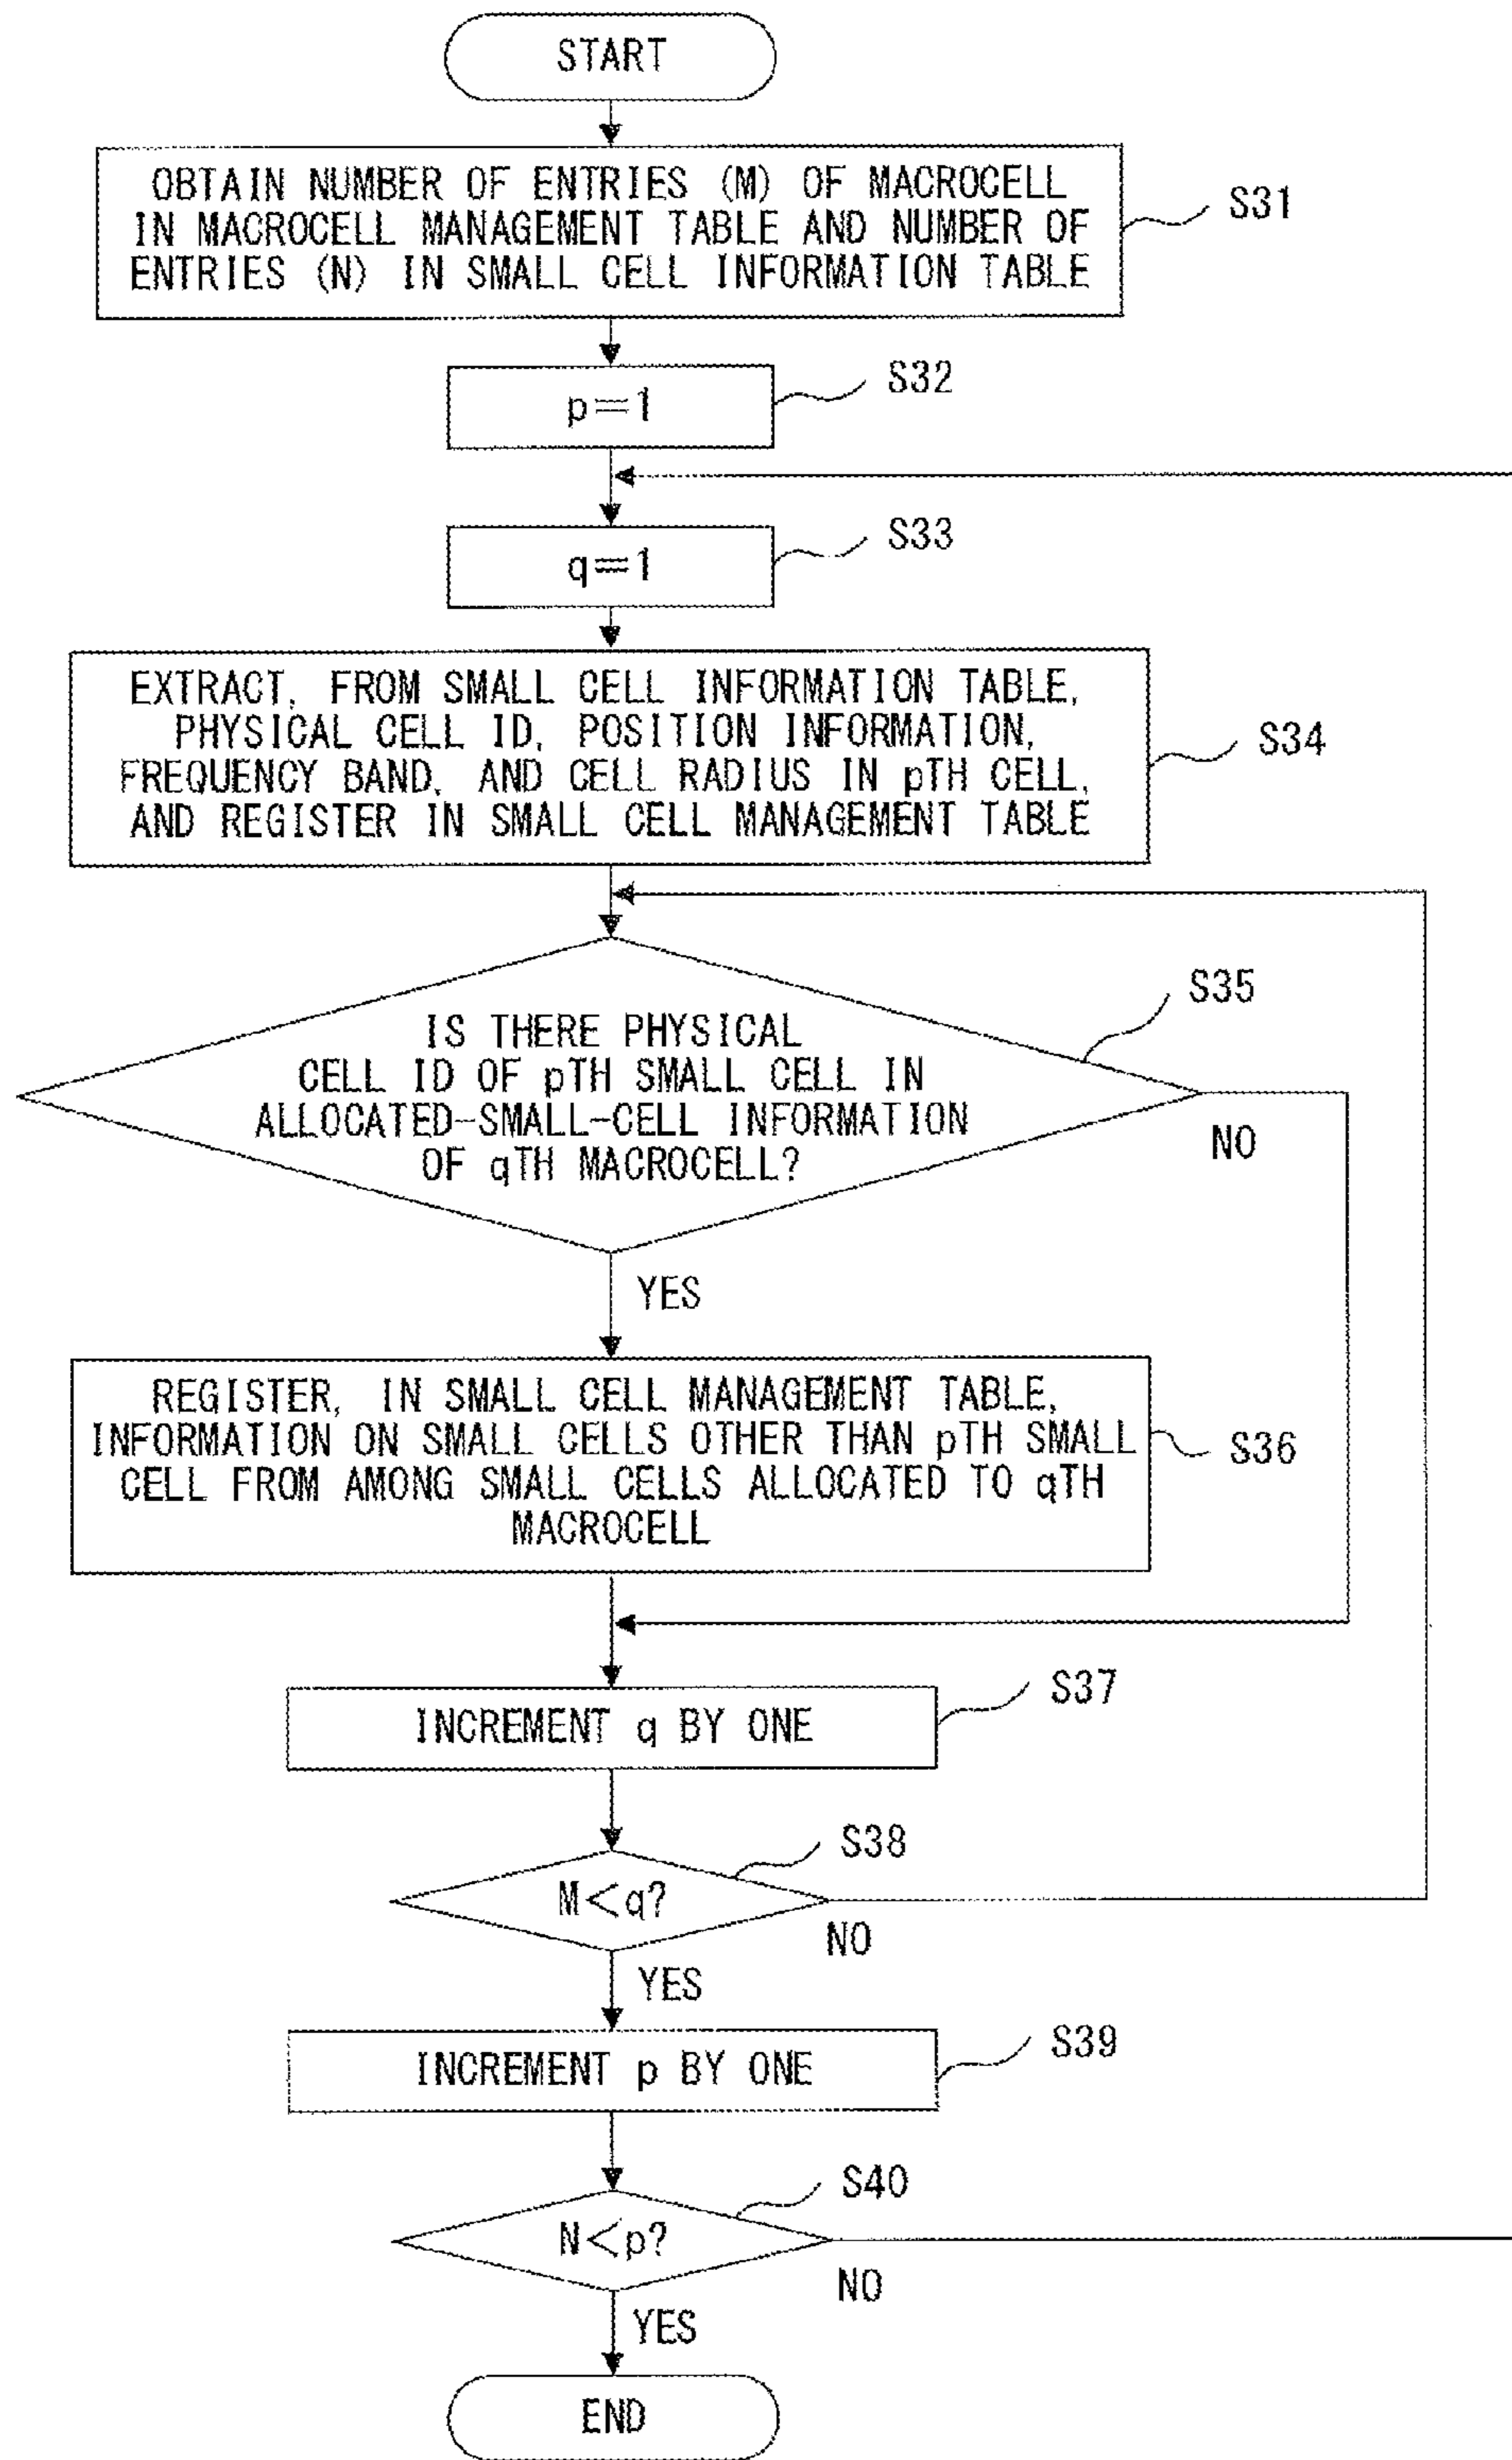 START
OBTAIN NUMBER OF ENTRIES (M) OF MACROCELL
IN MACROCELL MANAGEMENT TABLE AND NUMBER OF
ENTRIES (N) IN SMALL CELL INFORMATION TABLE
S31
p=1
S32
q=1
S33
EXTRACT, FROM SMALL CELL INFORMATION TABLE,
PHYSICAL CELL ID, POSITION INFORMATION,
FREQUENCY BAND, AND CELL RADIUS IN pTH CELL,
AND REGISTER IN SMALL CELL MANAGEMENT TABLE
S34
IS THERE PHYSICAL
CELL ID OF pTH SMALL CELL IN
ALLOCATED-SMALL-CELL INFORMATION
OF qTH MACROCELL?
S35
NO
YES
REGISTER, IN SMALL CELL MANAGEMENT TABLE,
INFORMATION ON SMALL CELLS OTHER THAN pTH SMALL
CELL FROM AMONG SMALL CELLS ALLOCATED TO qTH
MACROCELL
S36
INCREMENT q BY ONE
S37
M<q?
S38
NO
YES
INCREMENT p BY ONE
S39
N<p?
S40
NO
YES
END